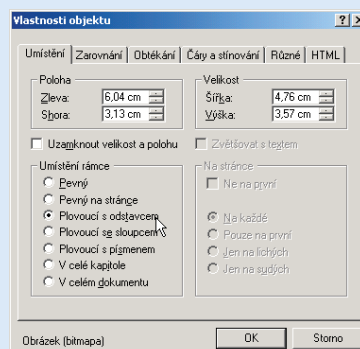 Vlastnosti objektu
Umístění Zarovnání Obtékání Čáry a stínování Různé HTML
Poloha
Zleva: 6,04 cm
Shora: 3,13 cm
Velikost
Šířka: 4,76 cm
Výška: 3,57 cm
Uzamknout velikost a polohu
Zvětšovat s textem
Umístění rámce
Pevný
Pevný na stránce
Plovoucí s odstavcem
Plovoucí se sloupcem
Plovoucí s písmenem
V celé kapitole
V celém dokumentu
Na stránce
Ne na první
Na každé
Pouze na první
Jen na lichých
Jen na sudých
Obrázek (bitmapa)
OK
Storno